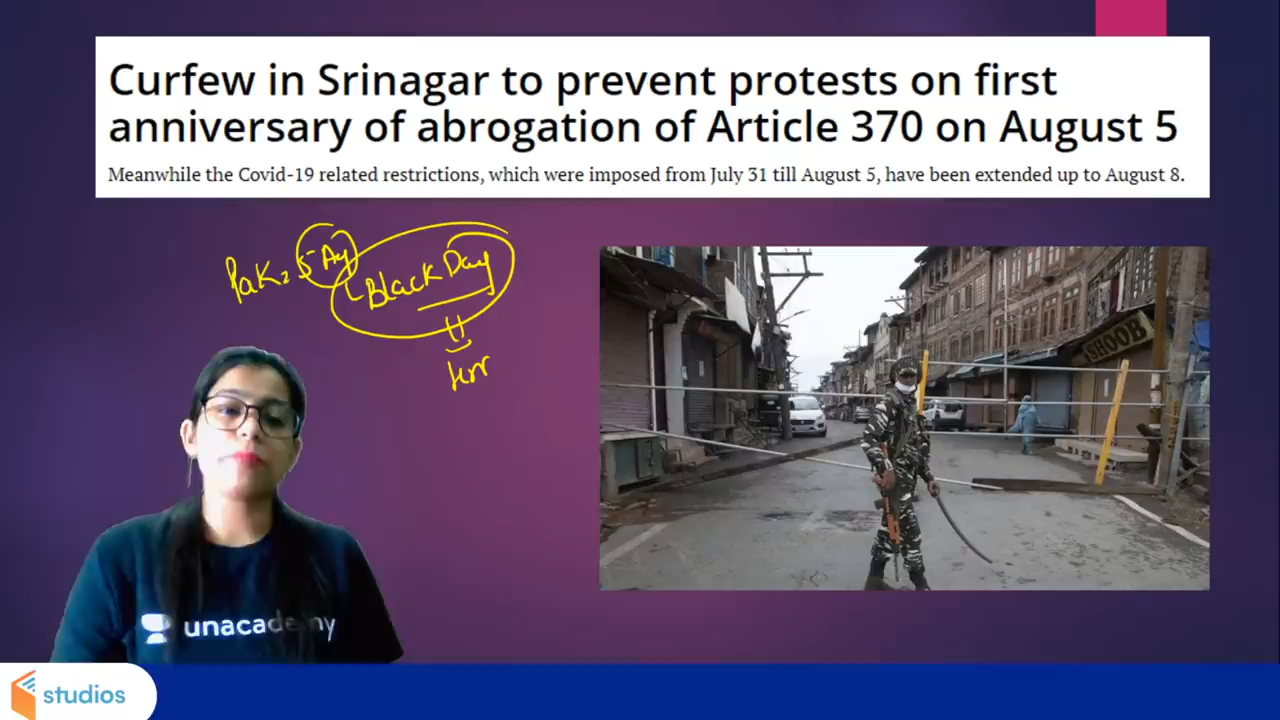 Curfew in Srinagar to prevent protests on first
anniversary of abrogation of Article 370 on August 5
Meanwhile the Covid-19 related restrictions, which were imposed from July 31 till August 5, have been extended up to August 8.
Pak: 5 Aug
Black Day
SHOOB
unacademy
studios